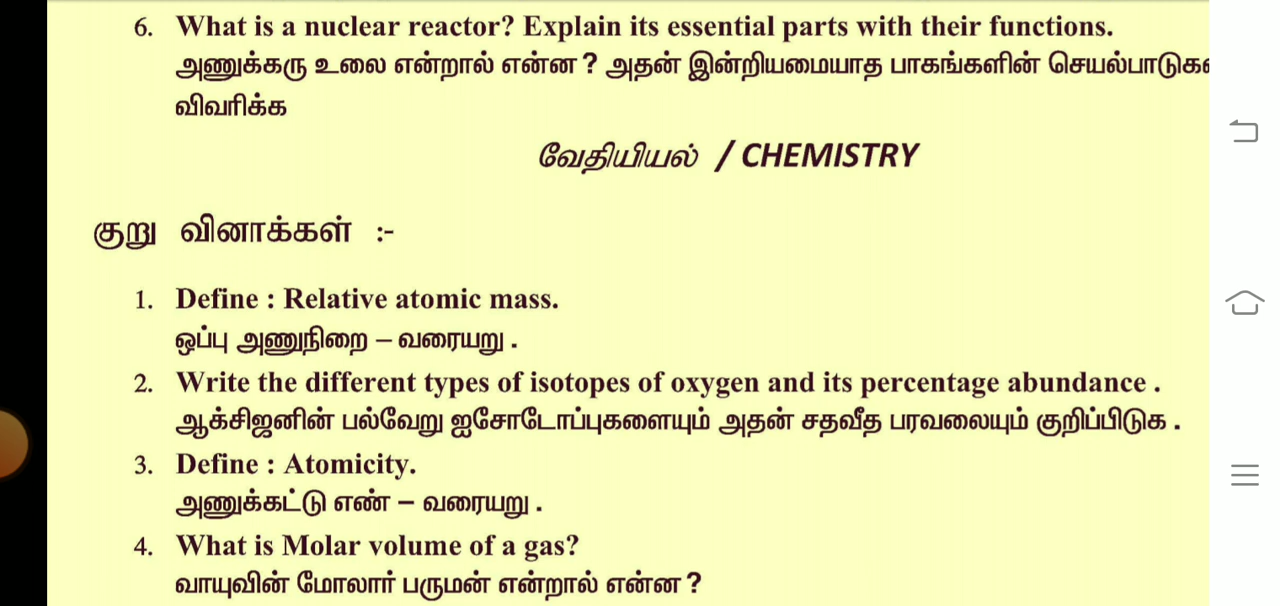 6. What is a nuclear reactor? Explain its essential parts with their functions.
அணுக்கரு உலை என்றால் என்ன ? அதன் இன்றியமையாத பாகங்களின்
விவரிக்க
வேதியியல் / CHEMISTRY
குறு வினாக்கள் :-
1. Define : Relative atomic mass.
ஒப்பு அணுநிறை – வரையறு .
2. Write the different types of isotopes of oxygen and its percentage abundance .
ஆக்சிஜனின் பல்வேறு ஐசோடோப்புகளையும் அதன் சதவீத பரவலையும் குறிப்பிடுக .
3. Define : Atomicity.
அணுக்கட்டு எண் – வரையறு .
4. What is Molar volume of a gas?
வாயுவின் மோலார் பருமன் என்றால் என்ன ?